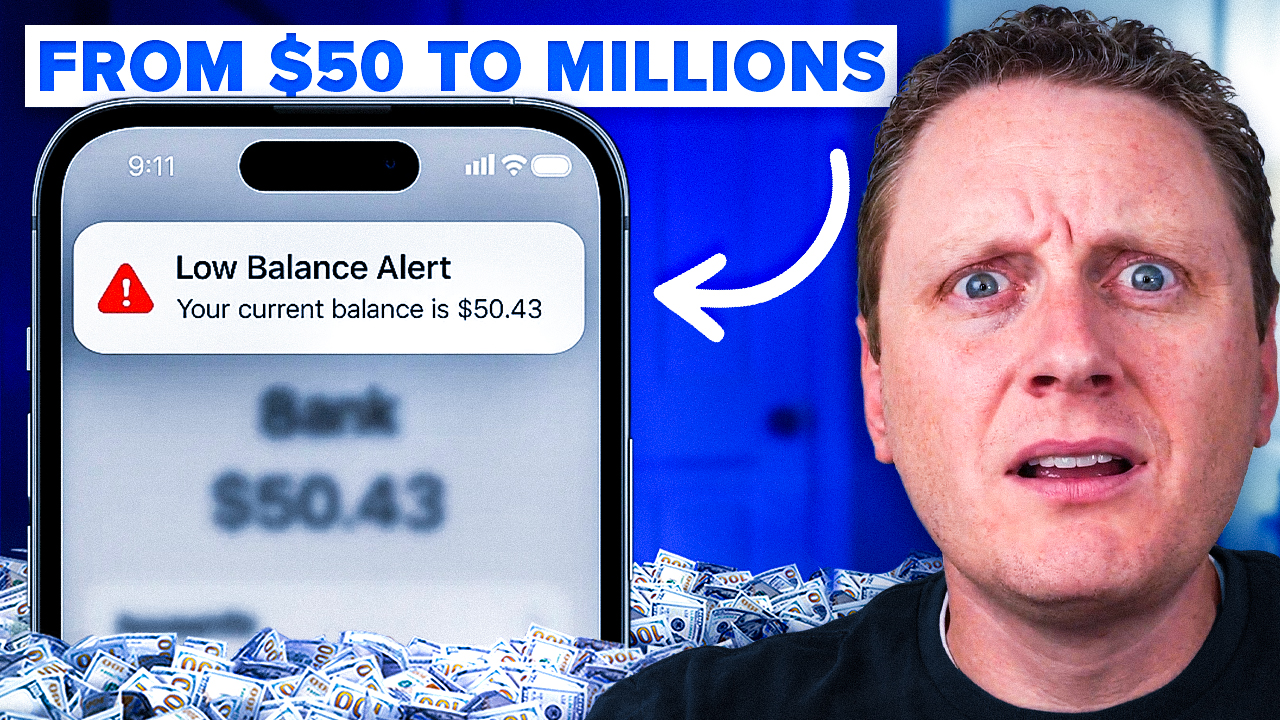 FROM $50 TO MILLIONS
9:11
Low Balance Alert
Your current balance is $50.43
Bank
$50.43